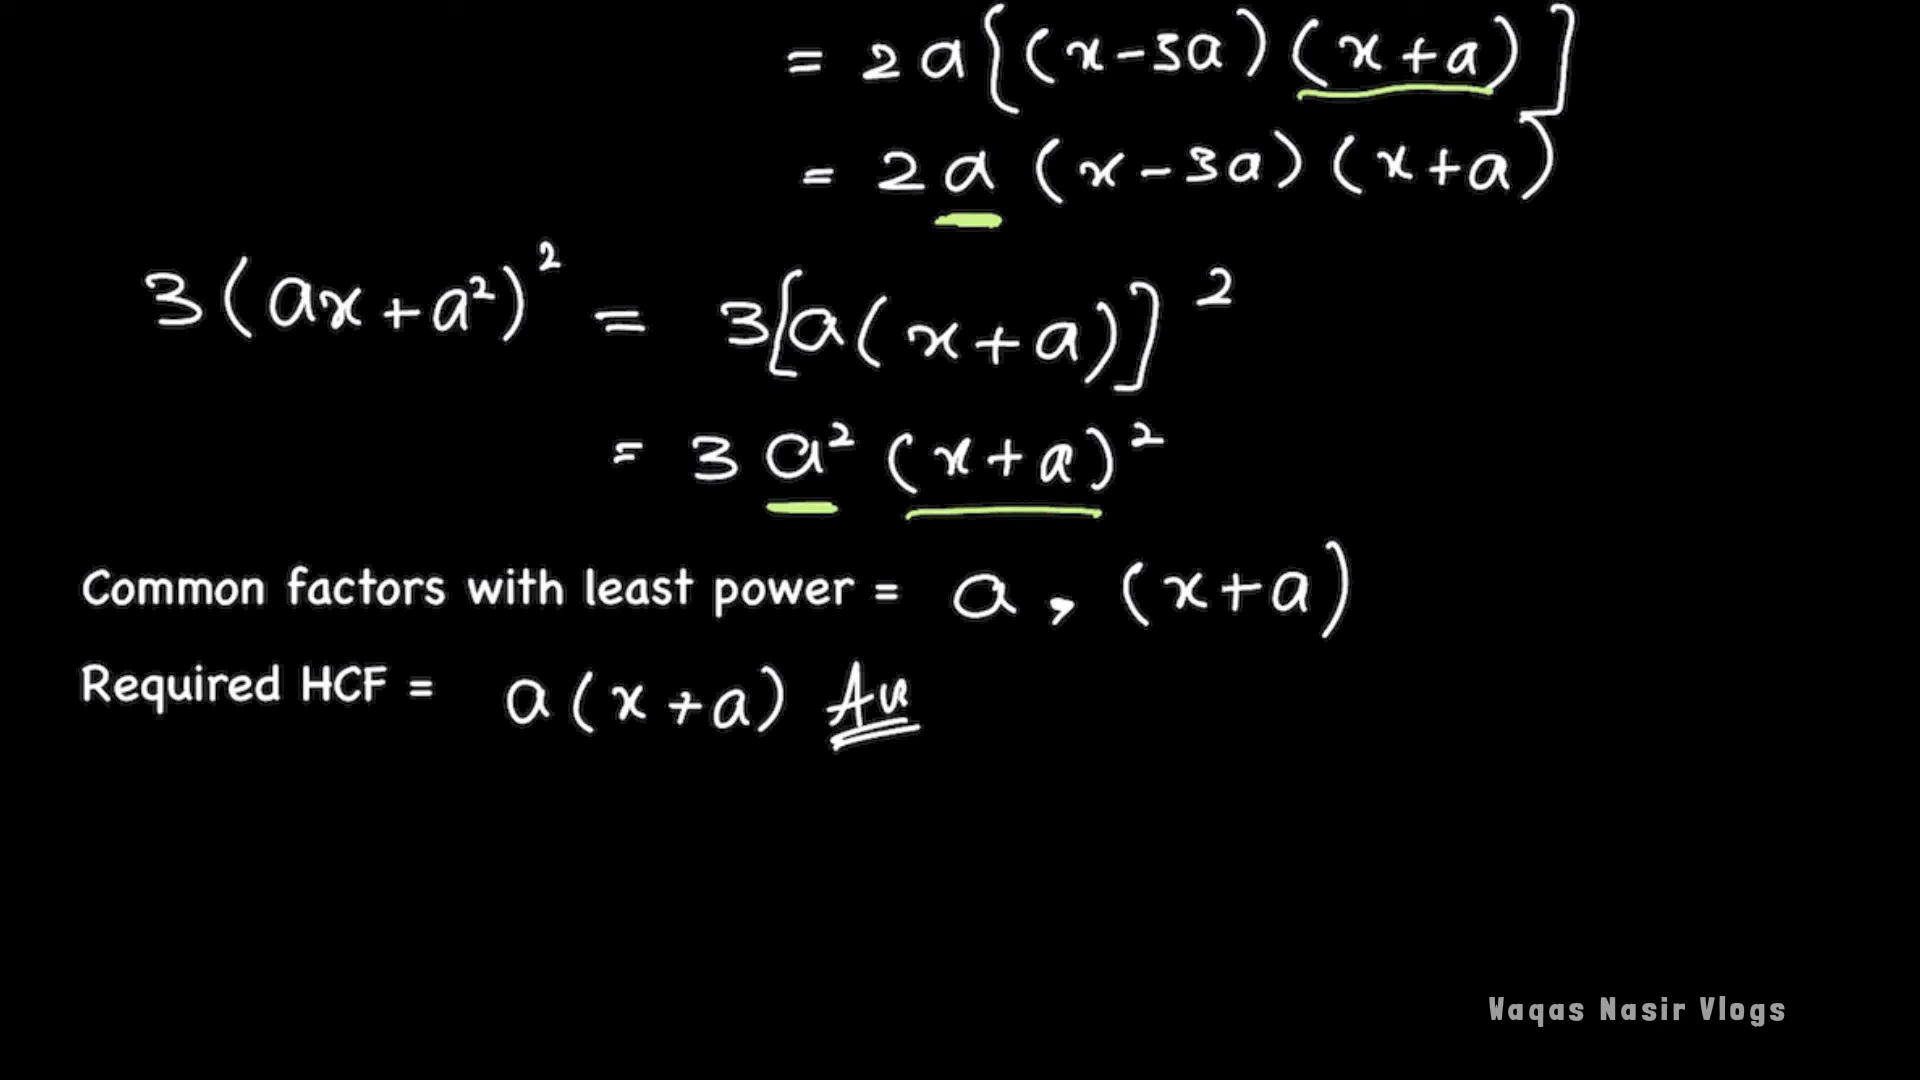 = 2a{(x-3a)(x+a)]
= 2a(x-3a)(x+a)
3(ax+a²)² = 3[a(x+a)]²
= 3a²(x+a)²
Common factors with least power = a, (x+a)
Required HCF = a(x+a) An
Waqas Nasir Vlogs